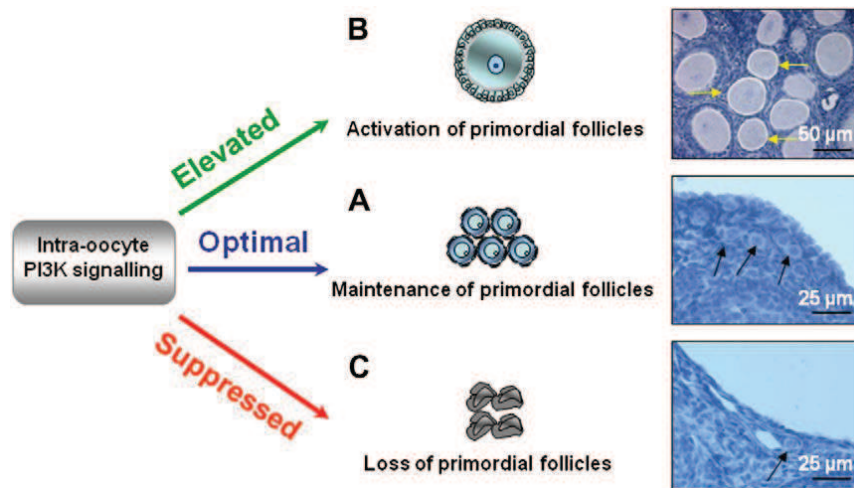 B
Activation of primordial follicles
50 µm
Elevated
A
Intra-oocyte
PI3K signalling
Optimal
Maintenance of primordial follicles
25 µm
Suppressed
C
Loss of primordial follicles
25 µm